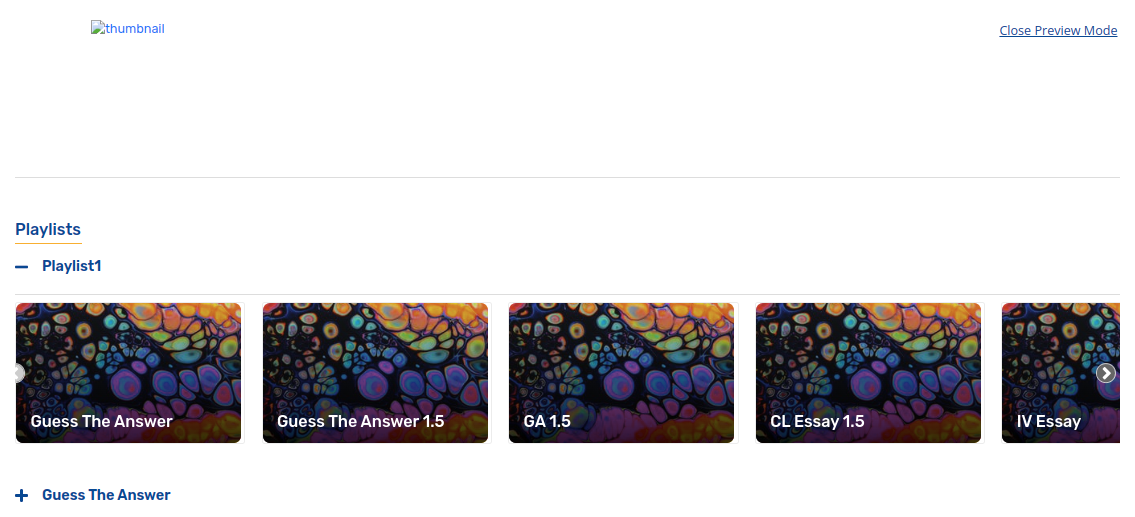 thumbnail
Close Preview Mode
Playlists
Playlist1
Guess The Answer
Guess The Answer 1.5
GA 1.5
CL Essay 1.5
IV Essay
Guess The Answer